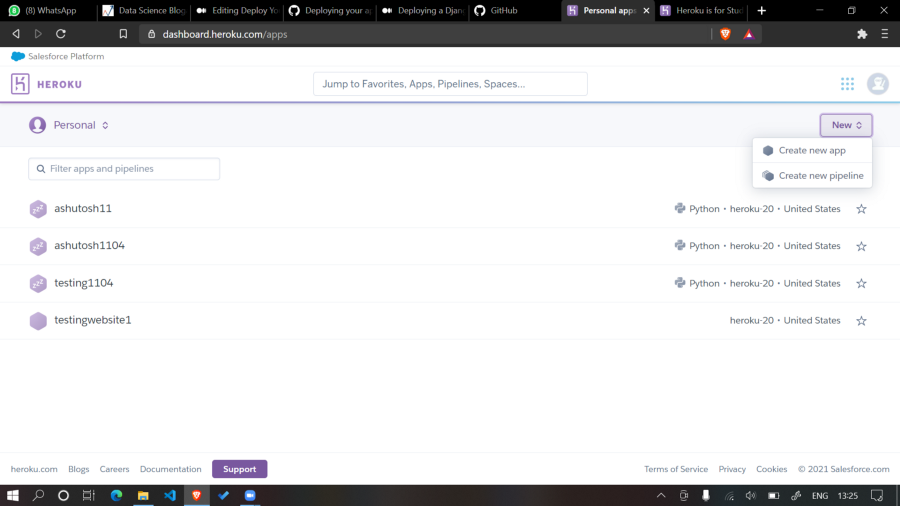 (8) WhatsApp
Data Science Blog
Editing Deploy Yo
Deploying your ap
Deploying a Djan
GitHub
Personal apps
Heroku is for Stud
dashboard.heroku.com/apps
Salesforce Platform
HEROKU
Jump to Favorites, Apps, Pipelines, Spaces...
Personal
New
Create new app
Create new pipeline
Filter apps and pipelines
ashutosh11
Python • heroku-20 • United States
ashutosh1104
Python • heroku-20 • United States
testing1104
Python • heroku-20 • United States
testingwebsite1
heroku-20 • United States
heroku.com Blogs Careers Documentation Support
Terms of Service Privacy Cookies © 2021 Salesforce.com
ENG 13:25